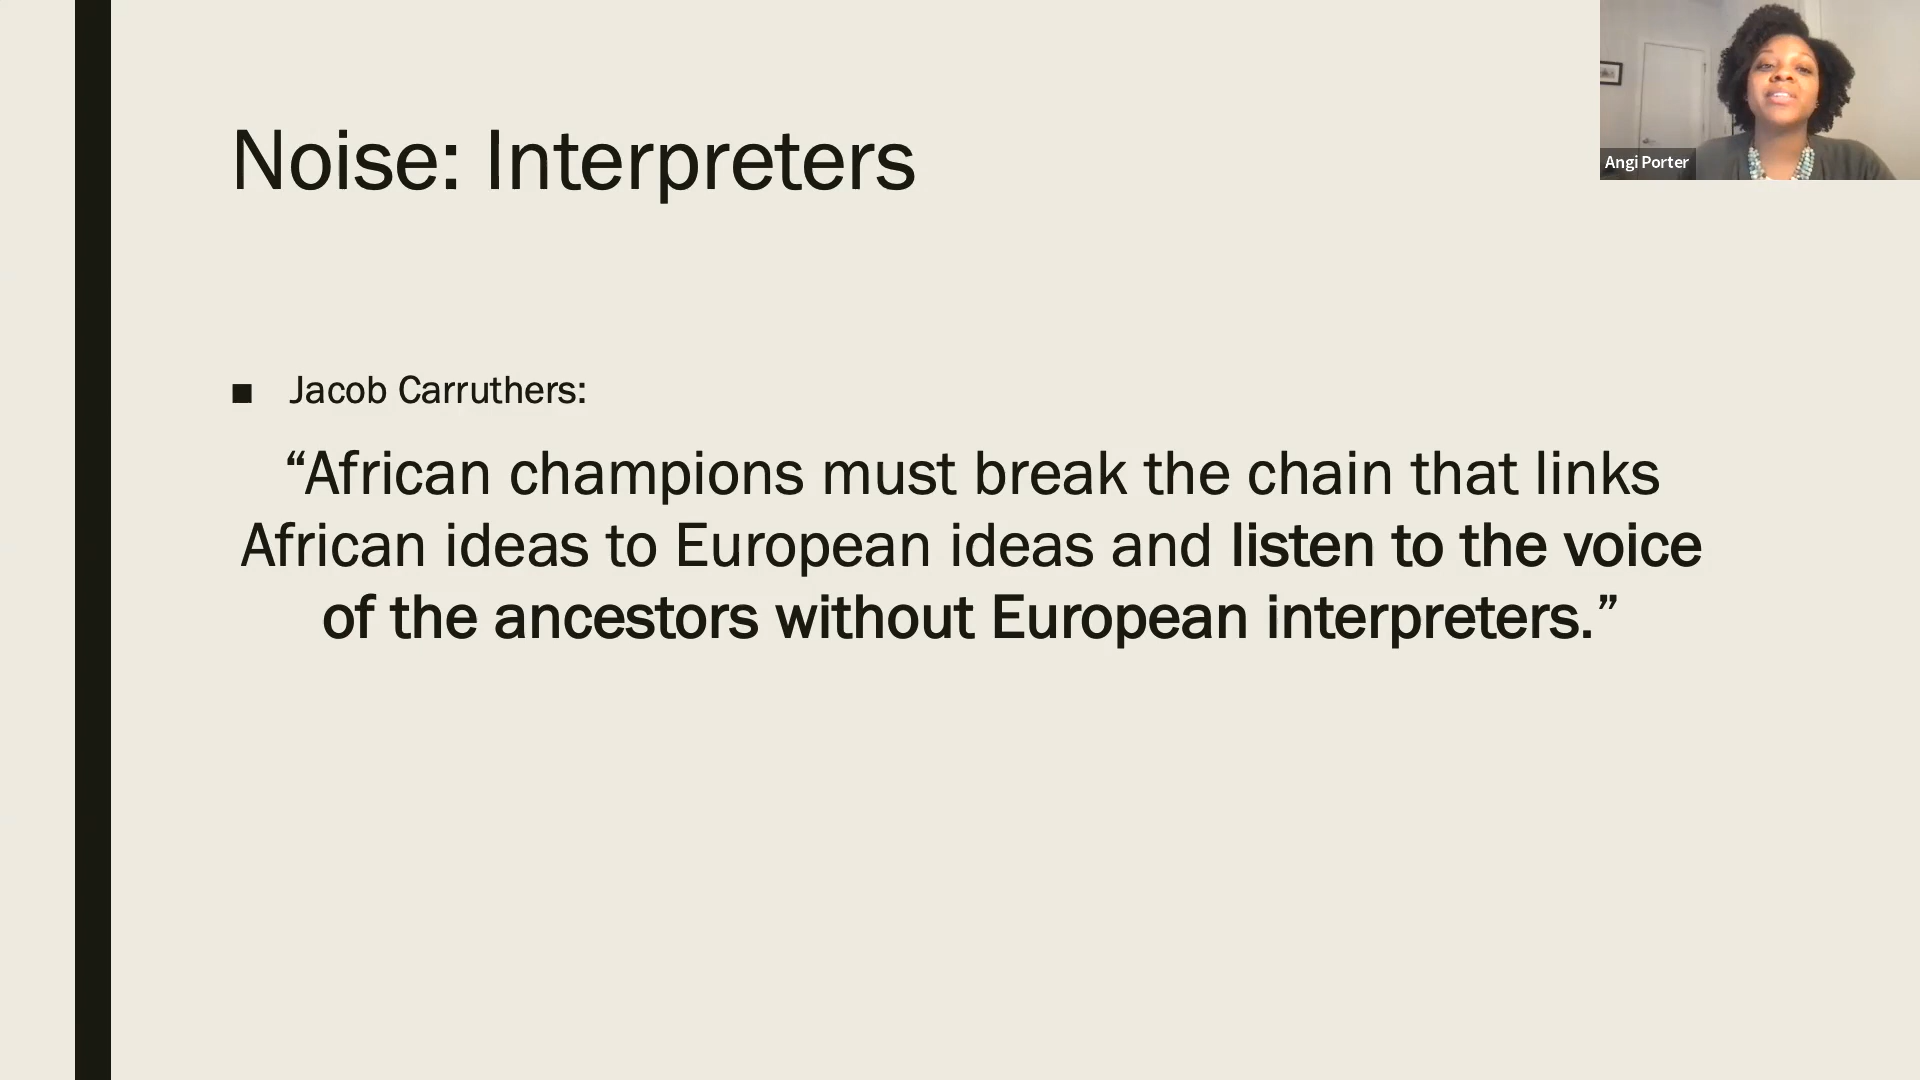 Noise: Interpreters
Angi Porter
■ Jacob Carruthers:
“African champions must break the chain that links
African ideas to European ideas and listen to the voice
of the ancestors without European interpreters.”